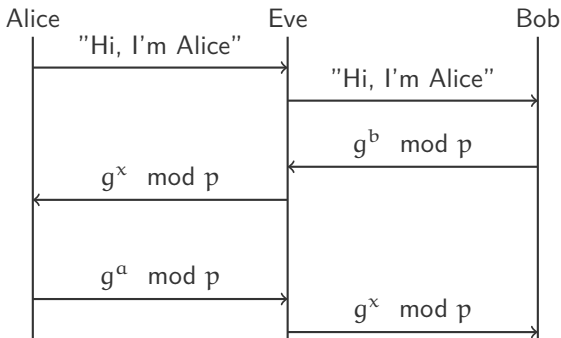 Alice Eve Bob
”Hi, I’m Alice”
”Hi, I’m Alice”
g^b mod p
g^x mod p
g^a mod p
g^x mod p